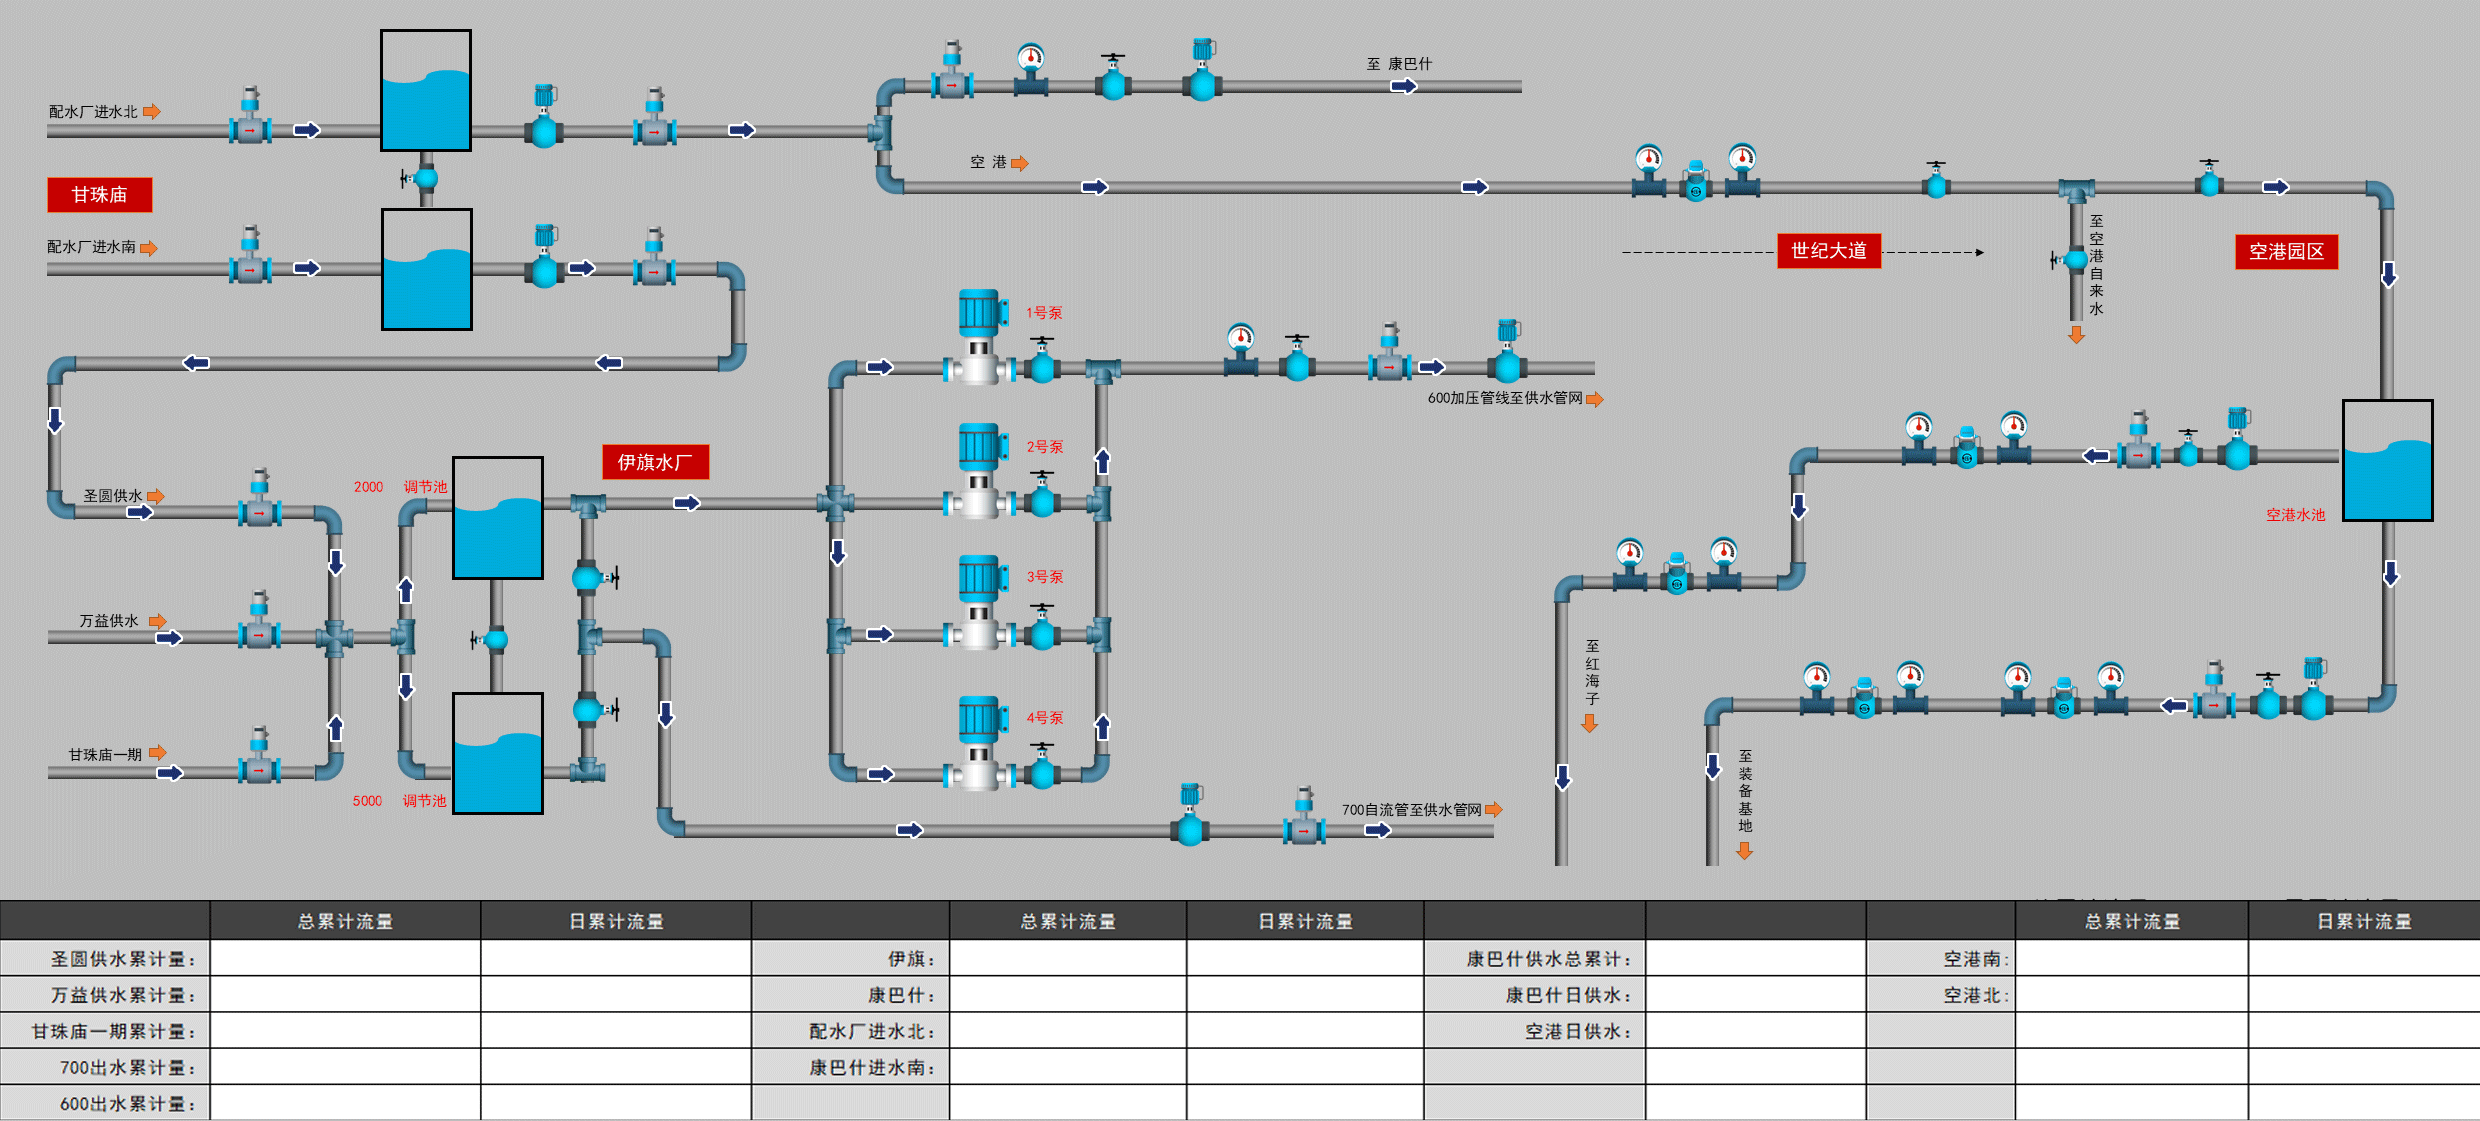 至 康巴什
配水厂进水北
空 港
甘珠庙
配水厂进水南
世纪大道
至空港自来水
空港园区
1号泵
600加压管线至供水管网
2号泵
伊旗水厂
2000 调节池
圣圆供水
空港水池
3号泵
万益供水
至红海子
4号泵
甘珠庙一期
至装备基地
5000 调节池
700自流管至供水管网
总累计流量 日累计流量 总累计流量 日累计流量 总累计流量 日累计流量
圣圆供水累计量: 伊旗: 康巴什供水总累计: 空港南:
万益供水累计量: 康巴什: 康巴什日供水: 空港北:
甘珠庙一期累计量: 配水厂进水北: 空港日供水:
700出水累计量: 康巴什进水南:
600出水累计量: